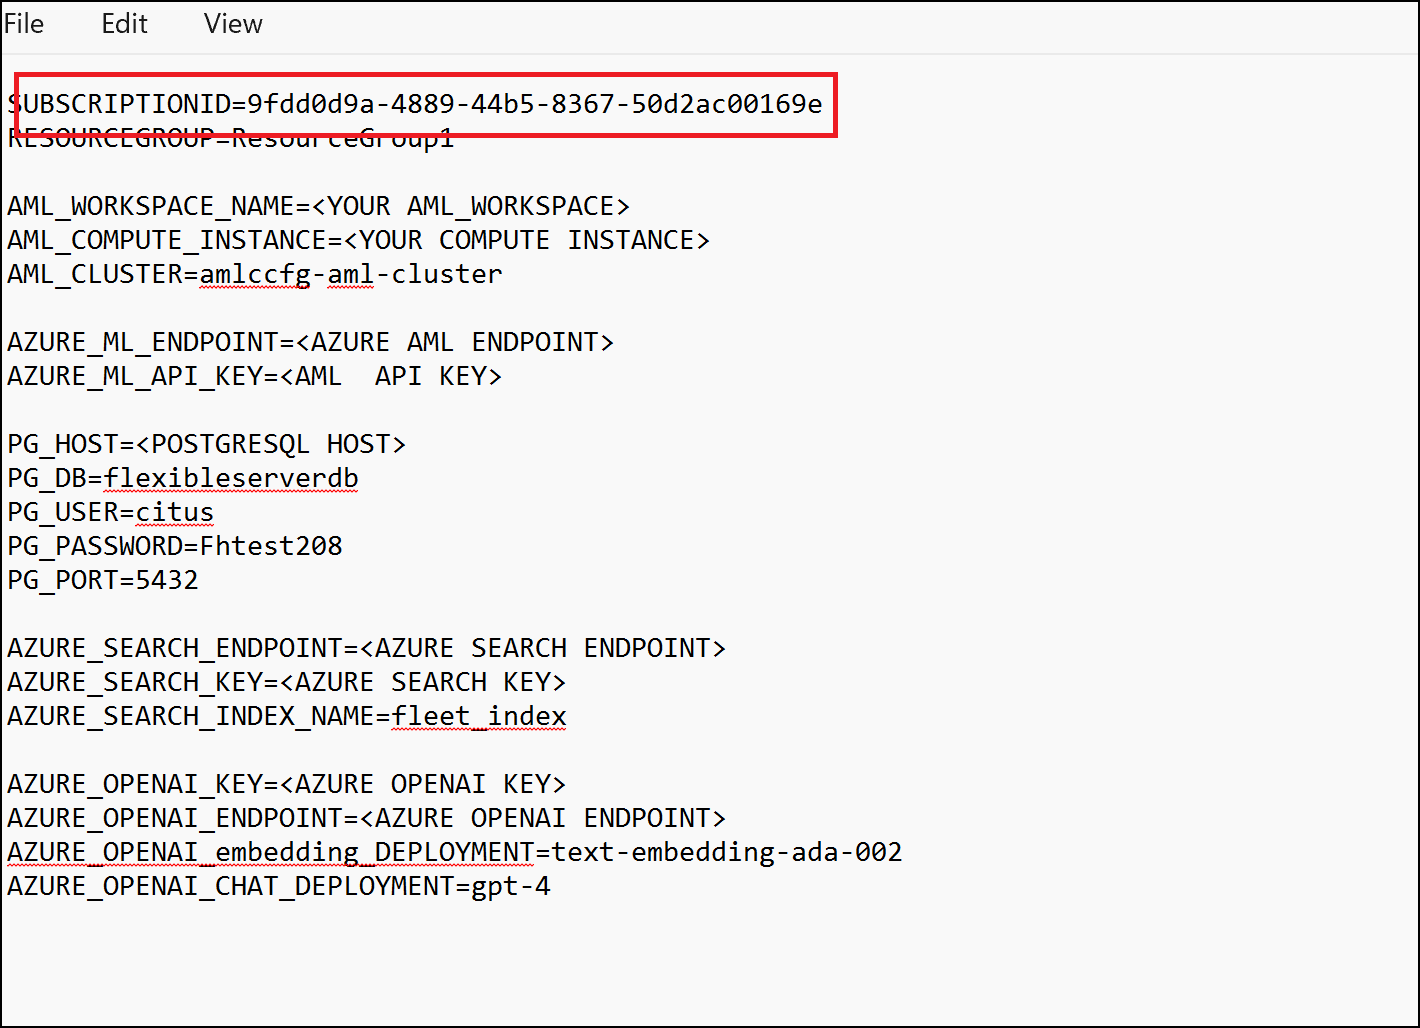 File Edit View
SUBSCRIPTIONID=9fdd0d9a-4889-44b5-8367-50d2ac00169e
RESOURCEGROUP=ResourceGroup1
AML_WORKSPACE_NAME=<YOUR AML_WORKSPACE>
AML_COMPUTE_INSTANCE=<YOUR COMPUTE INSTANCE>
AML_CLUSTER=amlccfg-aml-cluster
AZURE_ML_ENDPOINT=<AZURE AML ENDPOINT>
AZURE_ML_API_KEY=<AML  API KEY>
PG_HOST=<POSTGRESQL HOST>
PG_DB=flexibleserverdb
PG_USER=citus
PG_PASSWORD=Fhtest208
PG_PORT=5432
AZURE_SEARCH_ENDPOINT=<AZURE SEARCH ENDPOINT>
AZURE_SEARCH_KEY=<AZURE SEARCH KEY>
AZURE_SEARCH_INDEX_NAME=fleet_index
AZURE_OPENAI_KEY=<AZURE OPENAI KEY>
AZURE_OPENAI_ENDPOINT=<AZURE OPENAI ENDPOINT>
AZURE_OPENAI_embedding_DEPLOYMENT=text-embedding-ada-002
AZURE_OPENAI_CHAT_DEPLOYMENT=gpt-4